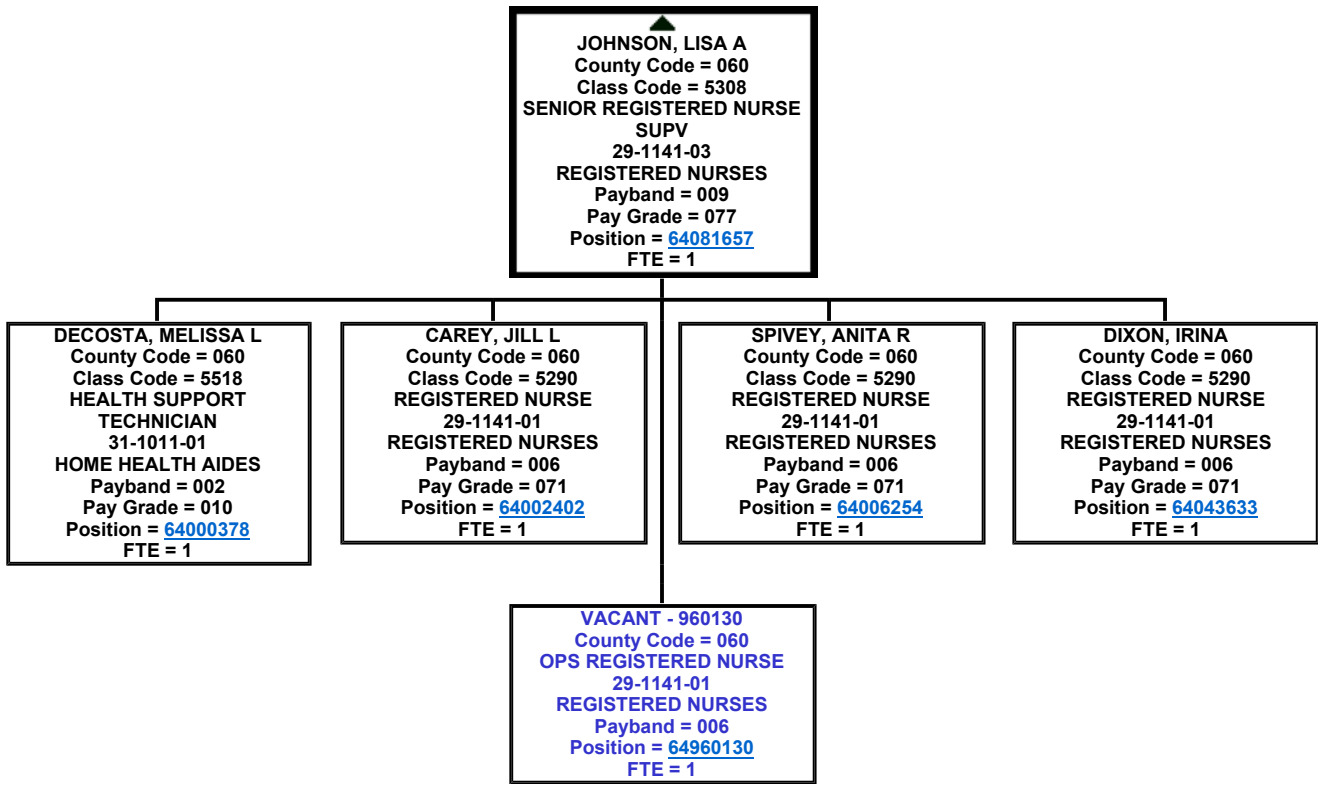 JOHNSON, LISA A
County Code = 060
Class Code = 5308
SENIOR REGISTERED NURSE
SUPV
29-1141-03
REGISTERED NURSES
Payband = 009
Pay Grade = 077
Position = 64081657
FTE = 1
DECOSTA, MELISSA L
County Code = 060
Class Code = 5518
HEALTH SUPPORT
TECHNICIAN
31-1011-01
HOME HEALTH AIDES
Payband = 002
Pay Grade = 010
Position = 64000378
FTE = 1
CAREY, JILL L
County Code = 060
Class Code = 5290
REGISTERED NURSE
29-1141-01
REGISTERED NURSES
Payband = 006
Pay Grade = 071
Position = 64002402
FTE = 1
SPIVEY, ANITA R
County Code = 060
Class Code = 5290
REGISTERED NURSE
29-1141-01
REGISTERED NURSES
Payband = 006
Pay Grade = 071
Position = 64006254
FTE = 1
DIXON, IRINA
County Code = 060
Class Code = 5290
REGISTERED NURSE
29-1141-01
REGISTERED NURSES
Payband = 006
Pay Grade = 071
Position = 64043633
FTE = 1
VACANT - 960130
County Code = 060
OPS REGISTERED NURSE
29-1141-01
REGISTERED NURSES
Payband = 006
Position = 64960130
FTE = 1